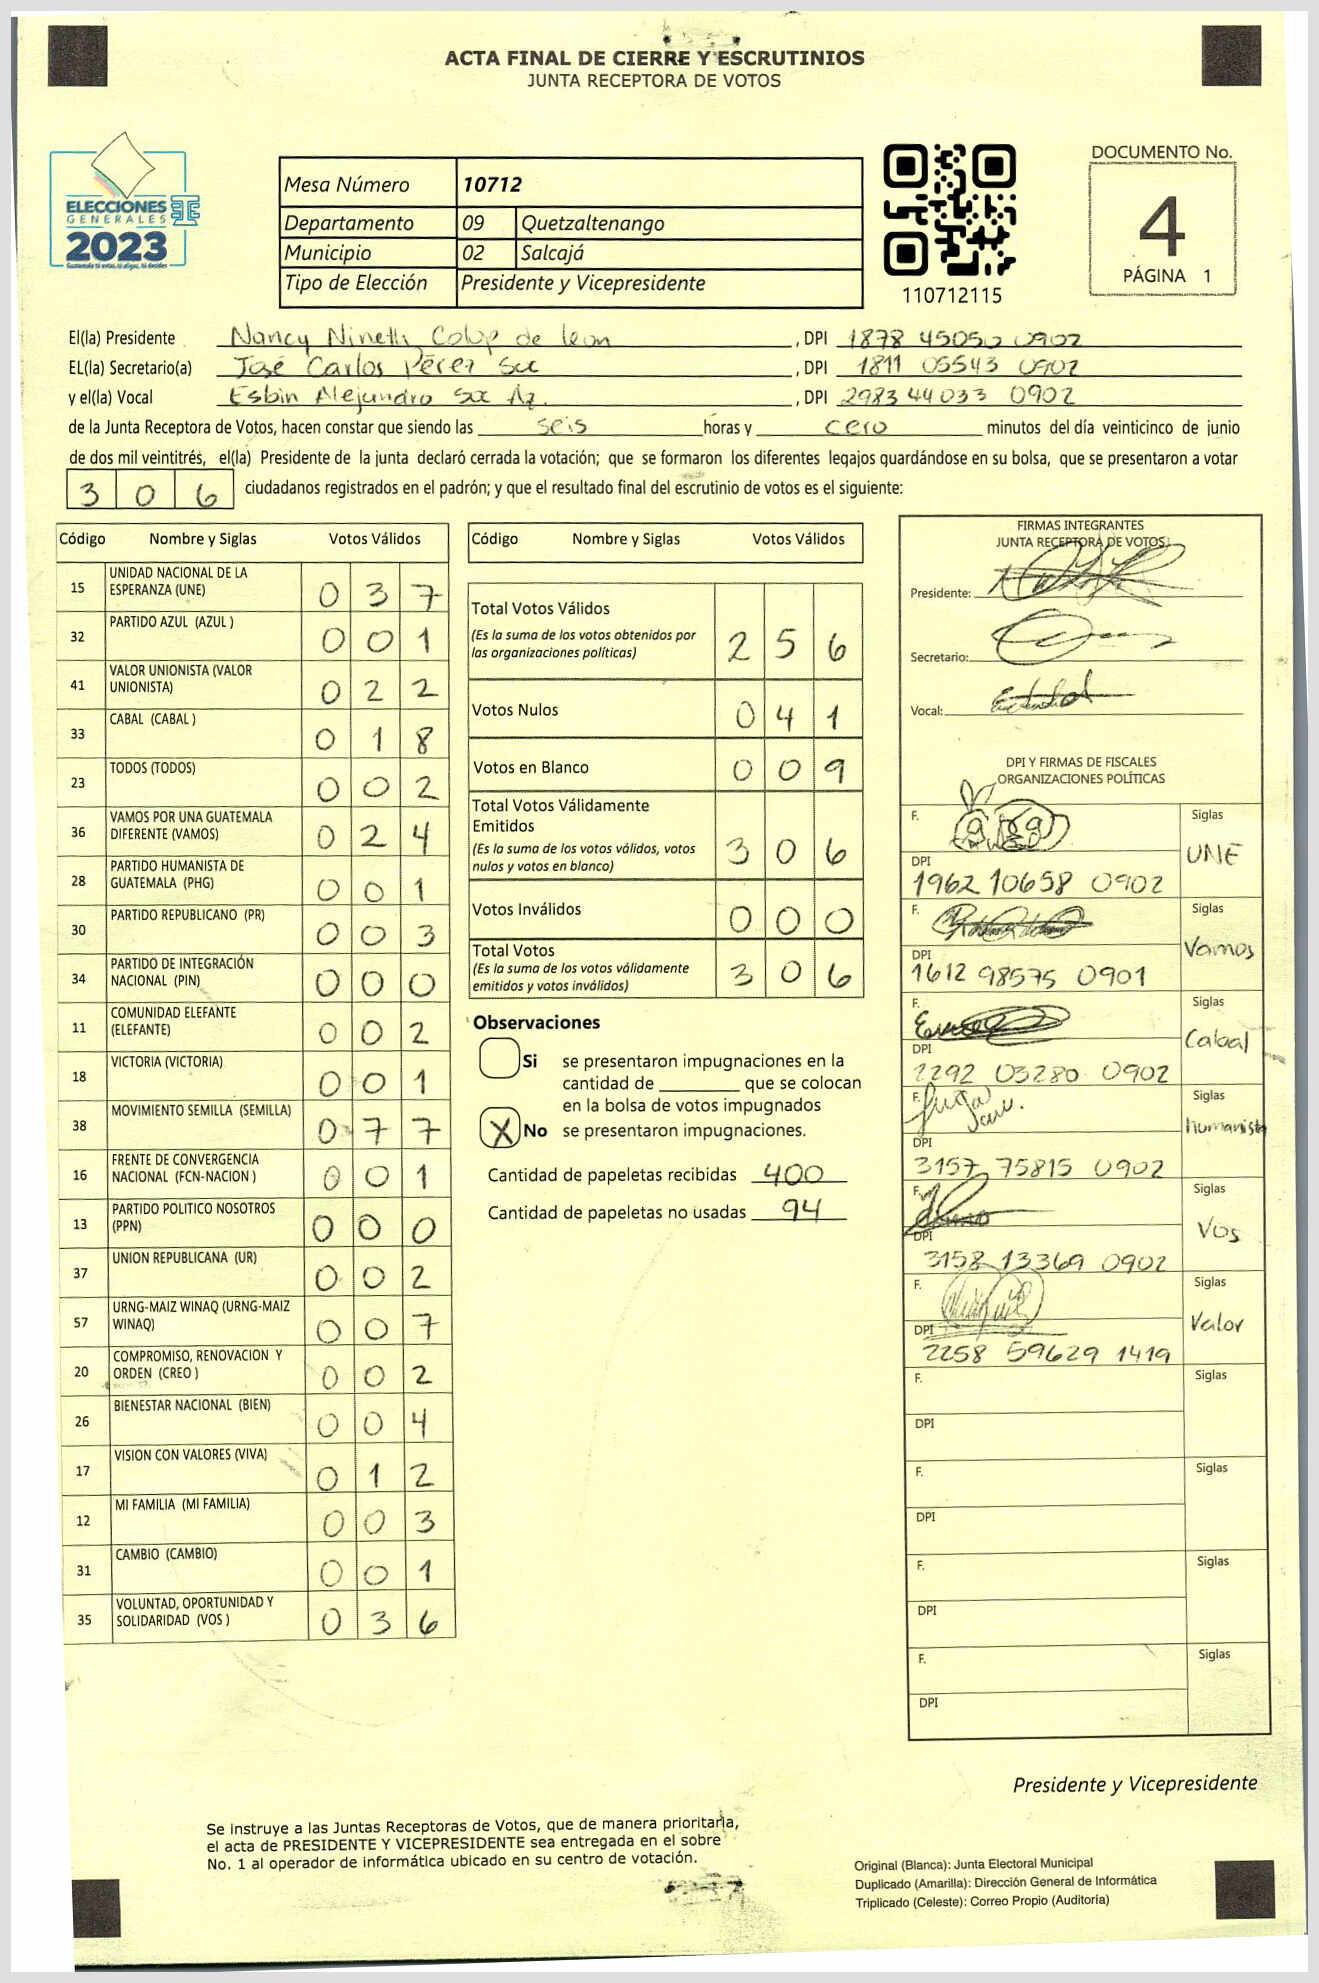 ACTA FINAL DE CIERRE Y ESCRUTINIOS
JUNTA RECEPTORA DE VOTOS
ELECCIONES
GENERALES
2023
Mesa Número 10712
Departamento 09 Quetzaltenango
Municipio 02 Salcajá
Tipo de Elección Presidente y Vicepresidente
110712115
DOCUMENTO No.
4
PÁGINA 1
El(la) Presidente Nancy Nineth Colop de leon , DPI 1878 45050 0902
EL(la) Secretario(a) José Carlos Pérez Sac , DPI 1811 05543 0902
y el(la) Vocal Esbin Alejandro Sac Az. , DPI 2983 44033 0902
de la Junta Receptora de Votos, hacen constar que siendo las seis horas y cero minutos del día veinticinco de junio
de dos mil veintitrés, el(la) Presidente de la junta declaró cerrada la votación; que se formaron los diferentes legajos guardándose en su bolsa, que se presentaron a votar
306 ciudadanos registrados en el padrón; y que el resultado final del escrutinio de votos es el siguiente:
Código Nombre y Siglas Votos Válidos
15 UNIDAD NACIONAL DE LA ESPERANZA (UNE) 0 3 7
32 PARTIDO AZUL (AZUL ) 0 0 1
41 VALOR UNIONISTA (VALOR UNIONISTA) 0 2 2
33 CABAL (CABAL ) 0 1 8
23 TODOS (TODOS) 0 0 2
36 VAMOS POR UNA GUATEMALA DIFERENTE (VAMOS) 0 2 4
28 PARTIDO HUMANISTA DE GUATEMALA (PHG) 0 0 1
30 PARTIDO REPUBLICANO (PR) 0 0 3
34 PARTIDO DE INTEGRACIÓN NACIONAL (PIN) 0 0 0
11 COMUNIDAD ELEFANTE (ELEFANTE) 0 0 2
18 VICTORIA (VICTORIA) 0 0 1
38 MOVIMIENTO SEMILLA (SEMILLA) 0 7 7
16 FRENTE DE CONVERGENCIA NACIONAL (FCN-NACION ) 0 0 1
13 PARTIDO POLITICO NOSOTROS (PPN) 0 0 0
37 UNION REPUBLICANA (UR) 0 0 2
57 URNG-MAIZ WINAQ (URNG-MAIZ WINAQ) 0 0 7
20 COMPROMISO, RENOVACION Y ORDEN (CREO ) 0 0 2
26 BIENESTAR NACIONAL (BIEN) 0 0 4
17 VISION CON VALORES (VIVA) 0 1 2
12 MI FAMILIA (MI FAMILIA) 0 0 3
31 CAMBIO (CAMBIO) 0 0 1
35 VOLUNTAD, OPORTUNIDAD Y SOLIDARIDAD (VOS ) 0 3 6
Código Nombre y Siglas Votos Válidos
Total Votos Válidos 2 5 6
(Es la suma de los votos obtenidos por
las organizaciones políticas)
Votos Nulos 0 4 1
Votos en Blanco 0 0 9
Total Votos Válidamente
Emitidos 3 0 6
(Es la suma de los votos válidos, votos
nulos y votos en blanco)
Votos Inválidos 0 0 0
Total Votos 3 0 6
(Es la suma de los votos válidamente
emitidos y votos inválidos)
Observaciones
Si se presentaron impugnaciones en la
cantidad de ________ que se colocan
en la bolsa de votos impugnados
X No se presentaron impugnaciones.
Cantidad de papeletas recibidas 400
Cantidad de papeletas no usadas 94
FIRMAS INTEGRANTES
JUNTA RECEPTORA DE VOTOS
Presidente:
Secretario:
Vocal:
DPI Y FIRMAS DE FISCALES
ORGANIZACIONES POLÍTICAS
F. Siglas
UNE
DPI
1962 10658 0902
F. Siglas
Vamos
DPI
1612 98575 0901
F. Siglas
Cabal
DPI
2292 03280 0902
F. Siglas
humanista
DPI
3157 75815 0902
F. Siglas
Vos
DPI
3158 13369 0902
F. Siglas
Valor
DPI
2258 59629 1419
F. Siglas
DPI
F. Siglas
DPI
F. Siglas
DPI
F. Siglas
DPI
Presidente y Vicepresidente
Se instruye a las Juntas Receptoras de Votos, que de manera prioritaria,
el acta de PRESIDENTE Y VICEPRESIDENTE sea entregada en el sobre
No. 1 al operador de informática ubicado en su centro de votación.
Original (Blanca): Junta Electoral Municipal
Duplicado (Amarilla): Dirección General de Informática
Triplicado (Celeste): Correo Propio (Auditoría)